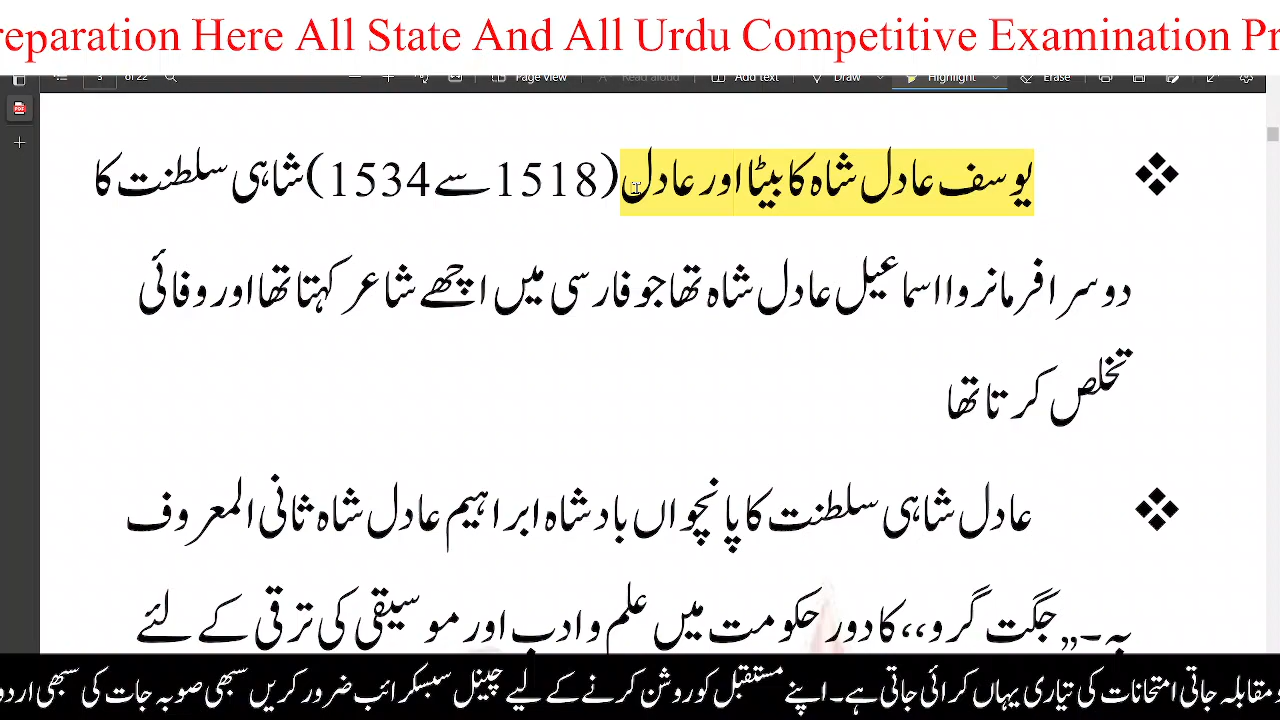 reparation Here All State And All Urdu Competitive Examination Pr
3 of 22 Page view Read aloud Add text Draw Highlight Erase
❖ یوسف عادل شاہ کا بیٹا اور عادل (1518 سے 1534) شاہی سلطنت کا
دوسرا فرمانروا اسماعیل عادل شاہ تھا جو فارسی میں اچھے شاعر کہتا تھا اور وفائی
تخلص کرتا تھا
❖ عادل شاہی سلطنت کا پانچواں بادشاہ ابراہیم عادل شاہ ثانی المعروف
بہ۔,,جگت گرو،،کا دور حکومت میں علم و ادب اور موسیقی کی ترقی کے لئے
مقابلہ جاتی امتحانات کی تیاری یہاں کرائی جاتی ہے۔ اپنے مستقبل کو روشن کرنے کے لیے چینل سبسکرائب ضرور کریں سبھی صوبہ جات کی سبھی اردو